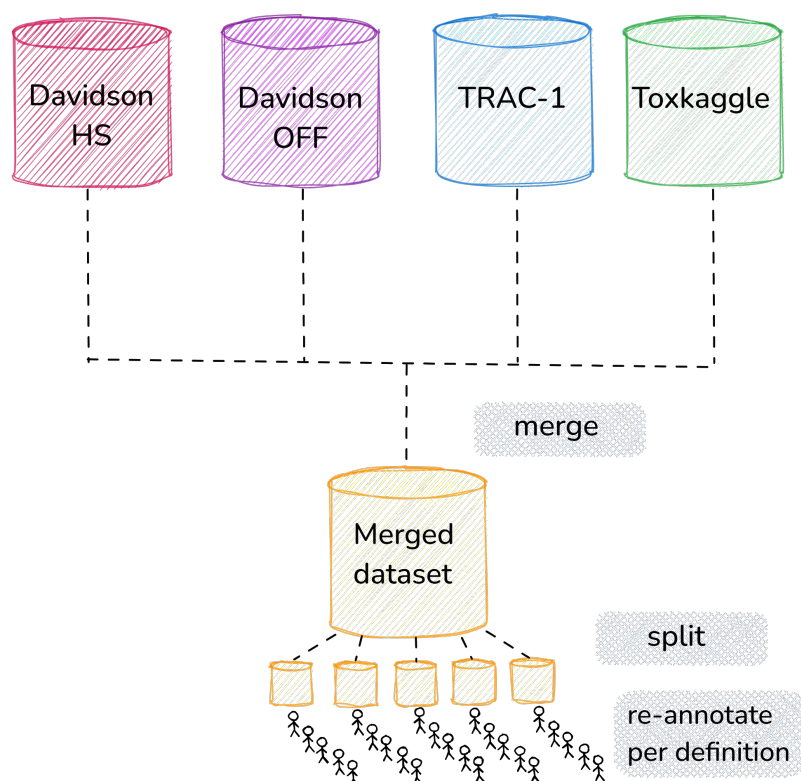 Davidson
HS
Davidson
OFF
TRAC-1
Toxkaggle
merge
Merged
dataset
split
re-annotate
per definition